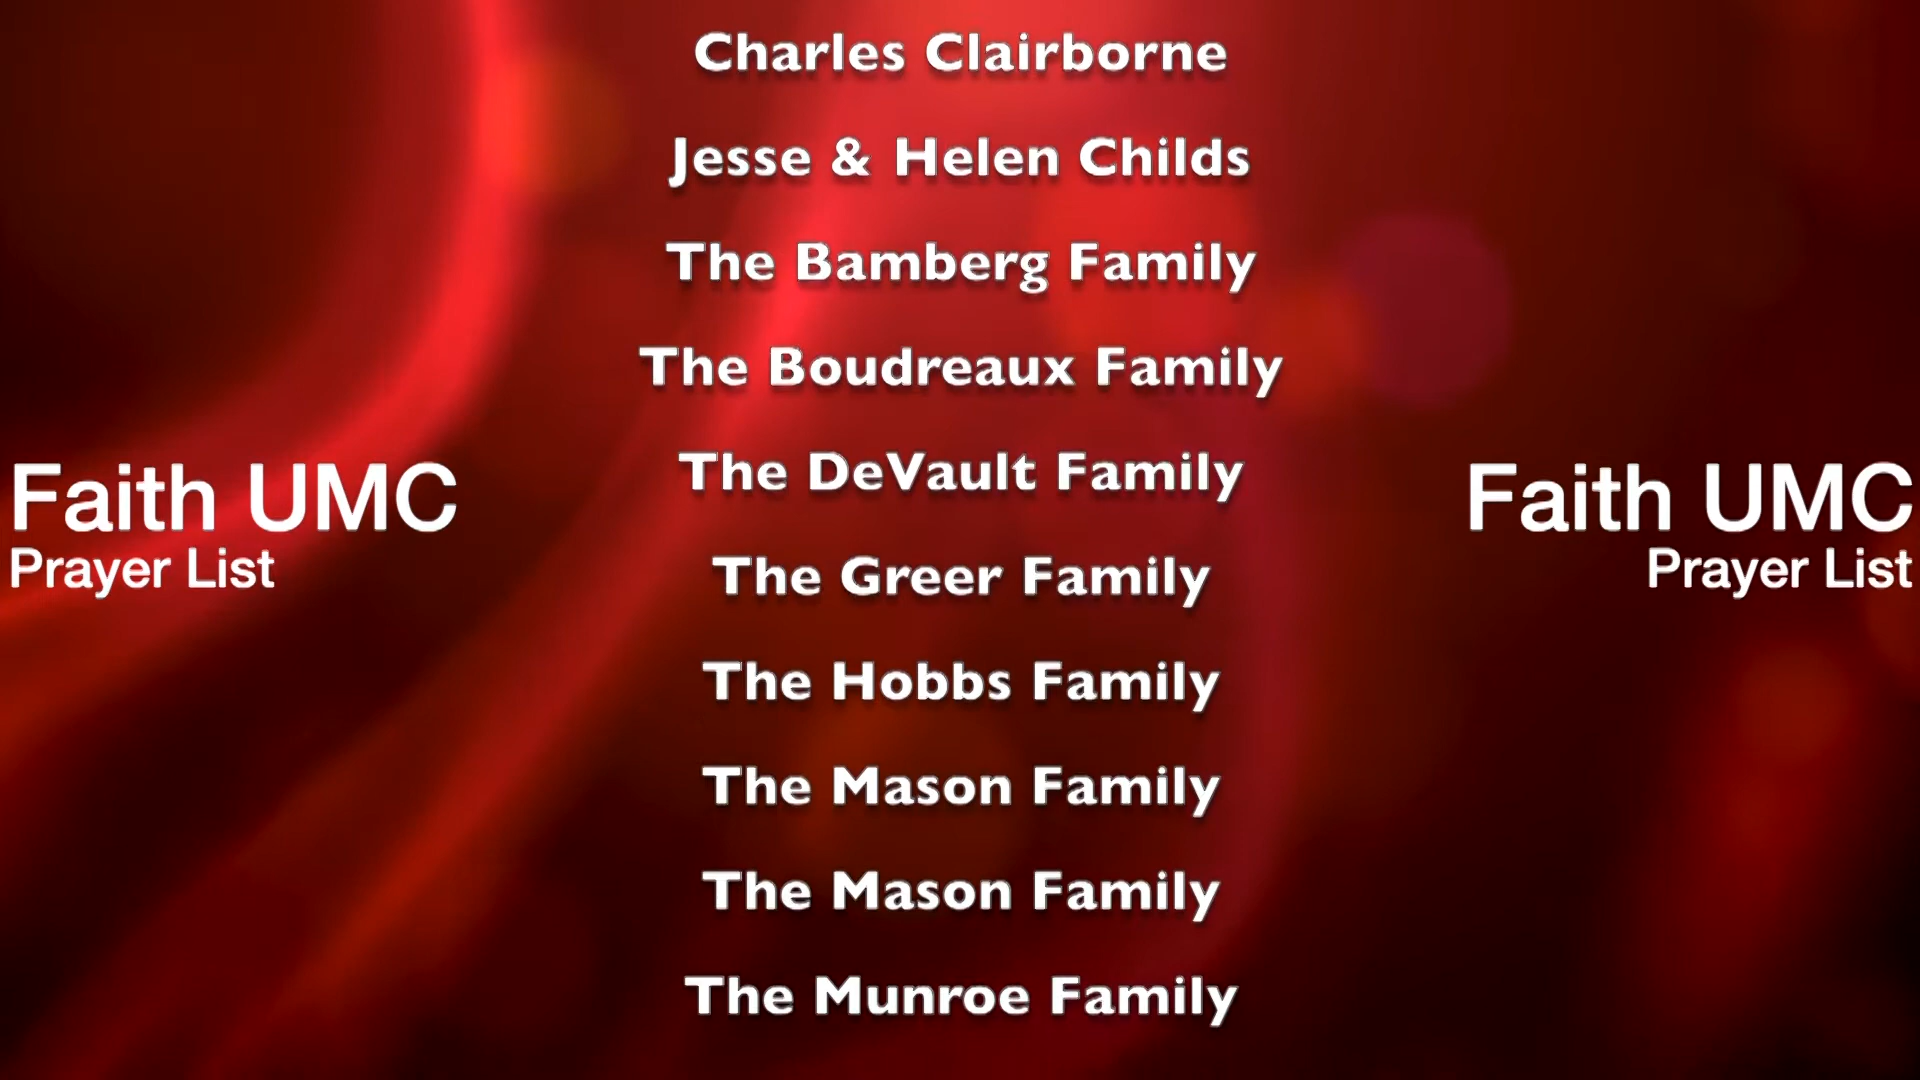 Charles Clairborne
Jesse & Helen Childs
The Bamberg Family
The Boudreaux Family
The DeVault Family
The Greer Family
The Hobbs Family
The Mason Family
The Mason Family
The Munroe Family
Faith UMC
Prayer List
Faith UMC
Prayer List